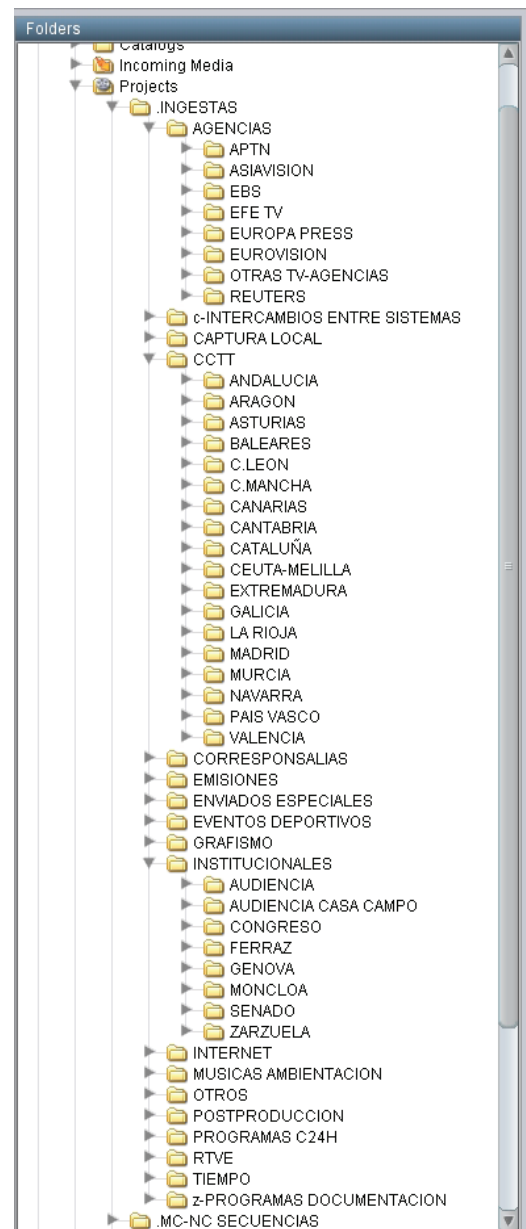 Folders
Catalogs
Incoming Media
Projects
.INGESTAS
AGENCIAS
APTN
ASIAVISION
EBS
EFE TV
EUROPA PRESS
EUROVISION
OTRAS TV-AGENCIAS
REUTERS
c-INTERCAMBIOS ENTRE SISTEMAS
CAPTURA LOCAL
CCTT
ANDALUCIA
ARAGON
ASTURIAS
BALEARES
C.LEON
C.MANCHA
CANARIAS
CANTABRIA
CATALUÑA
CEUTA-MELILLA
EXTREMADURA
GALICIA
LA RIOJA
MADRID
MURCIA
NAVARRA
PAIS VASCO
VALENCIA
CORRESPONSALIAS
EMISIONES
ENVIADOS ESPECIALES
EVENTOS DEPORTIVOS
GRAFISMO
INSTITUCIONALES
AUDIENCIA
AUDIENCIA CASA CAMPO
CONGRESO
FERRAZ
GENOVA
MONCLOA
SENADO
ZARZUELA
INTERNET
MUSICAS AMBIENTACION
OTROS
POSTPRODUCCION
PROGRAMAS C24H
RTVE
TIEMPO
z-PROGRAMAS DOCUMENTACION
.MC-NC SECUENCIAS